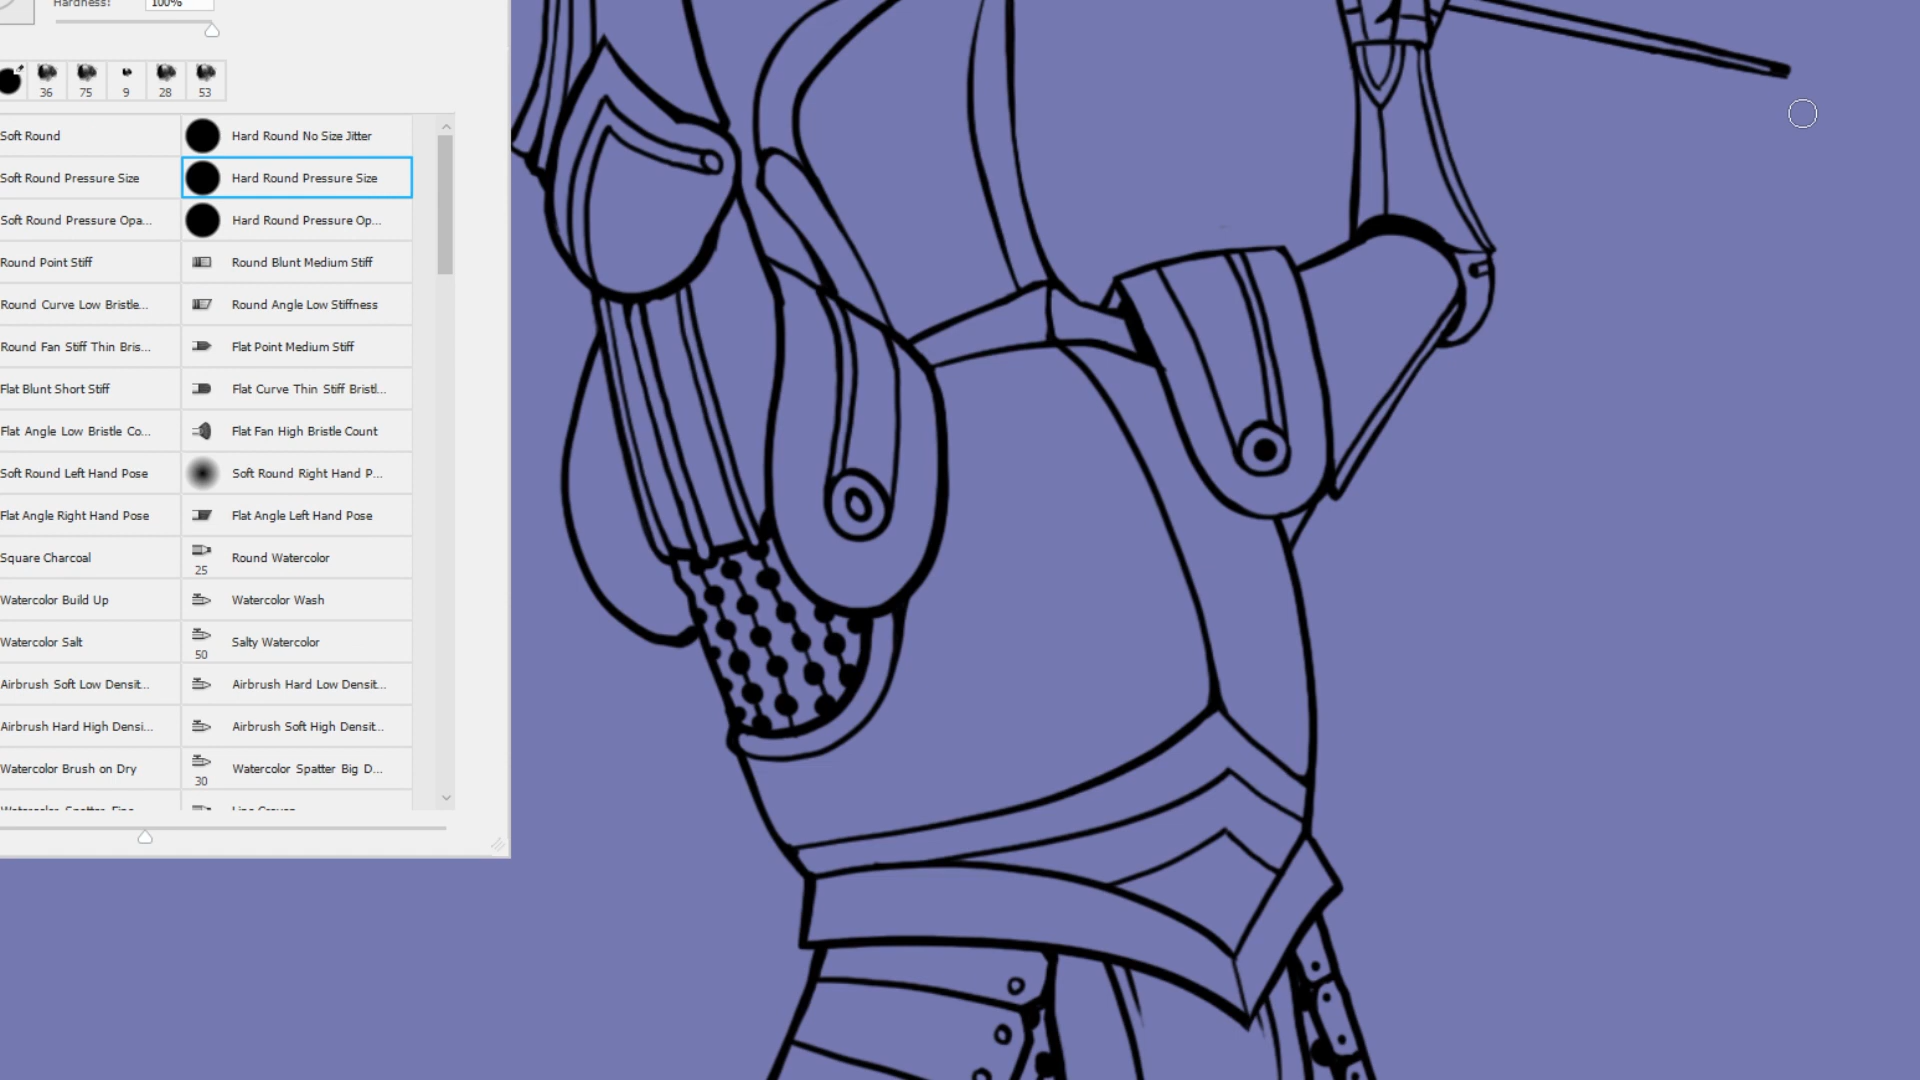 Hardness:
100%
36
75
9
28
53
Soft Round
Hard Round No Size Jitter
Soft Round Pressure Size
Hard Round Pressure Size
Soft Round Pressure Opa...
Hard Round Pressure Op...
Round Point Stiff
Round Blunt Medium Stiff
Round Curve Low Bristle...
Round Angle Low Stiffness
Round Fan Stiff Thin Bris...
Flat Point Medium Stiff
Flat Blunt Short Stiff
Flat Curve Thin Stiff Bristl...
Flat Angle Low Bristle Co...
Flat Fan High Bristle Count
Soft Round Left Hand Pose
Soft Round Right Hand P...
Flat Angle Right Hand Pose
Flat Angle Left Hand Pose
Square Charcoal
25
Round Watercolor
Watercolor Build Up
Watercolor Wash
Watercolor Salt
50
Salty Watercolor
Airbrush Soft Low Densit...
Airbrush Hard Low Densit...
Airbrush Hard High Densi...
Airbrush Soft High Densit...
Watercolor Brush on Dry
30
Watercolor Spatter Big D...